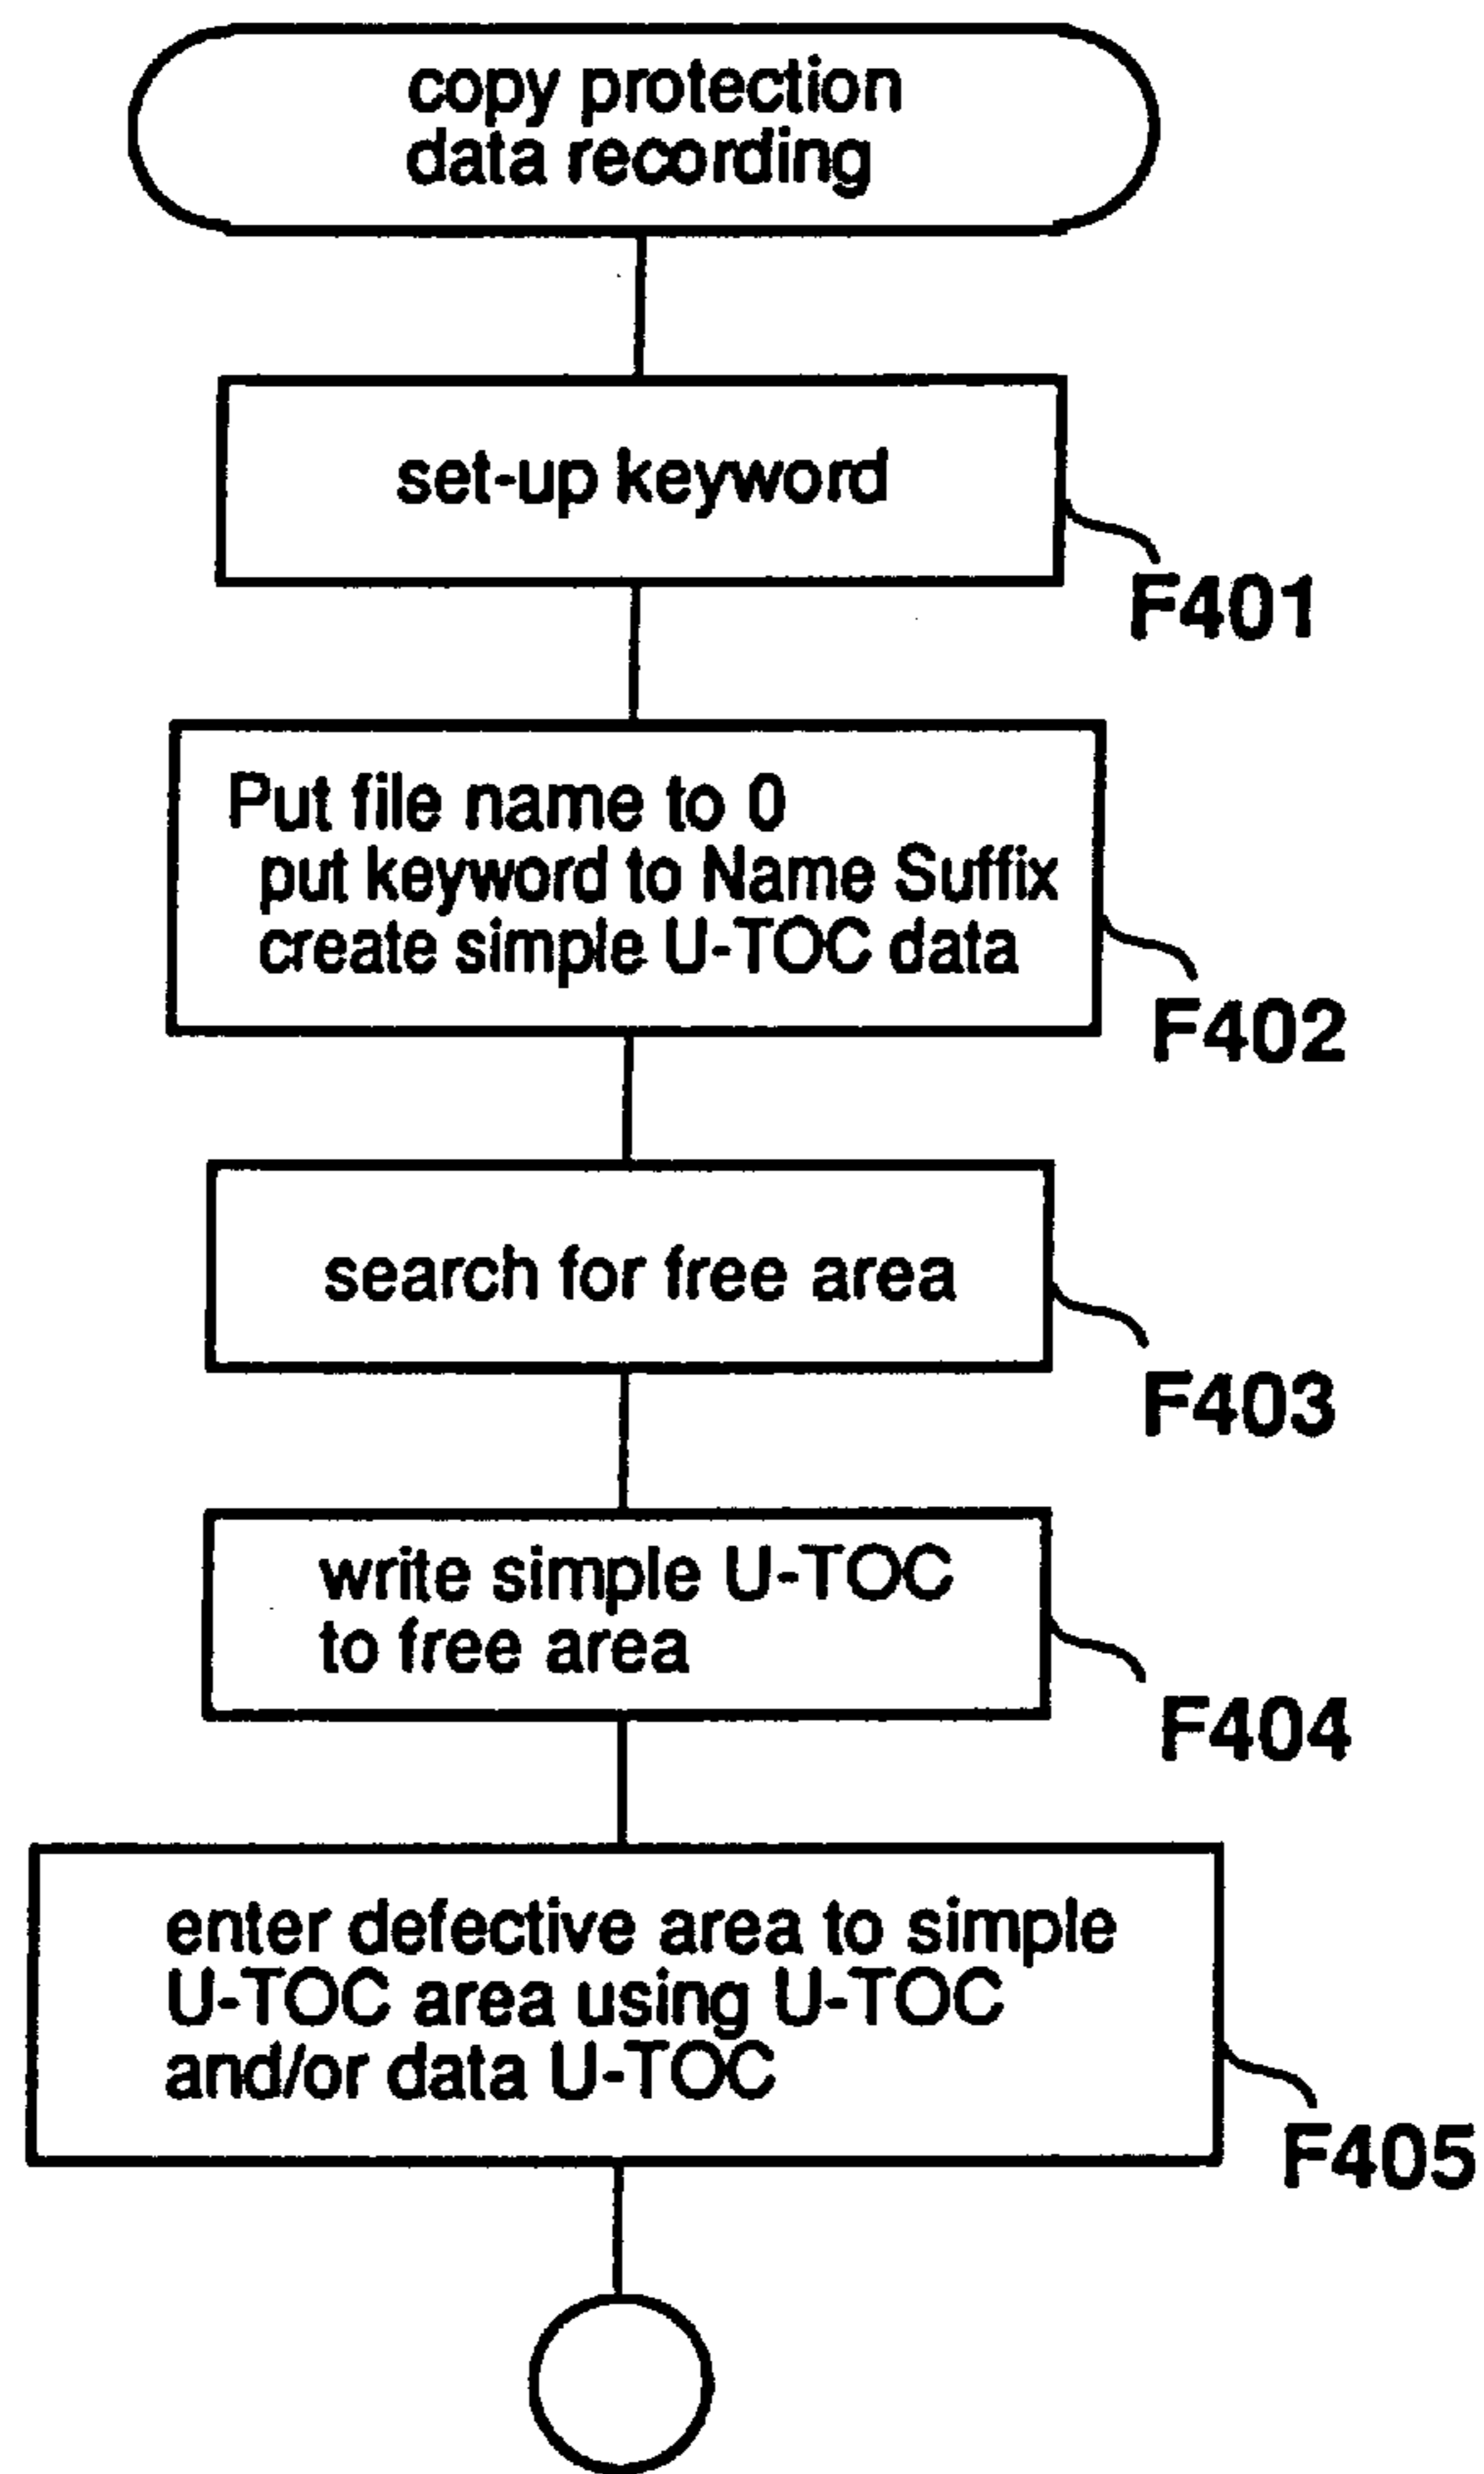 copy protection
data recording
set-up keyword
F401
Put file name to 0
put keyword to Name Suffix
create simple U-TOC data
F402
search for free area
F403
write simple U-TOC
to free area
F404
enter defective area to simple
U-TOC area using U-TOC
and/or data U-TOC
F405